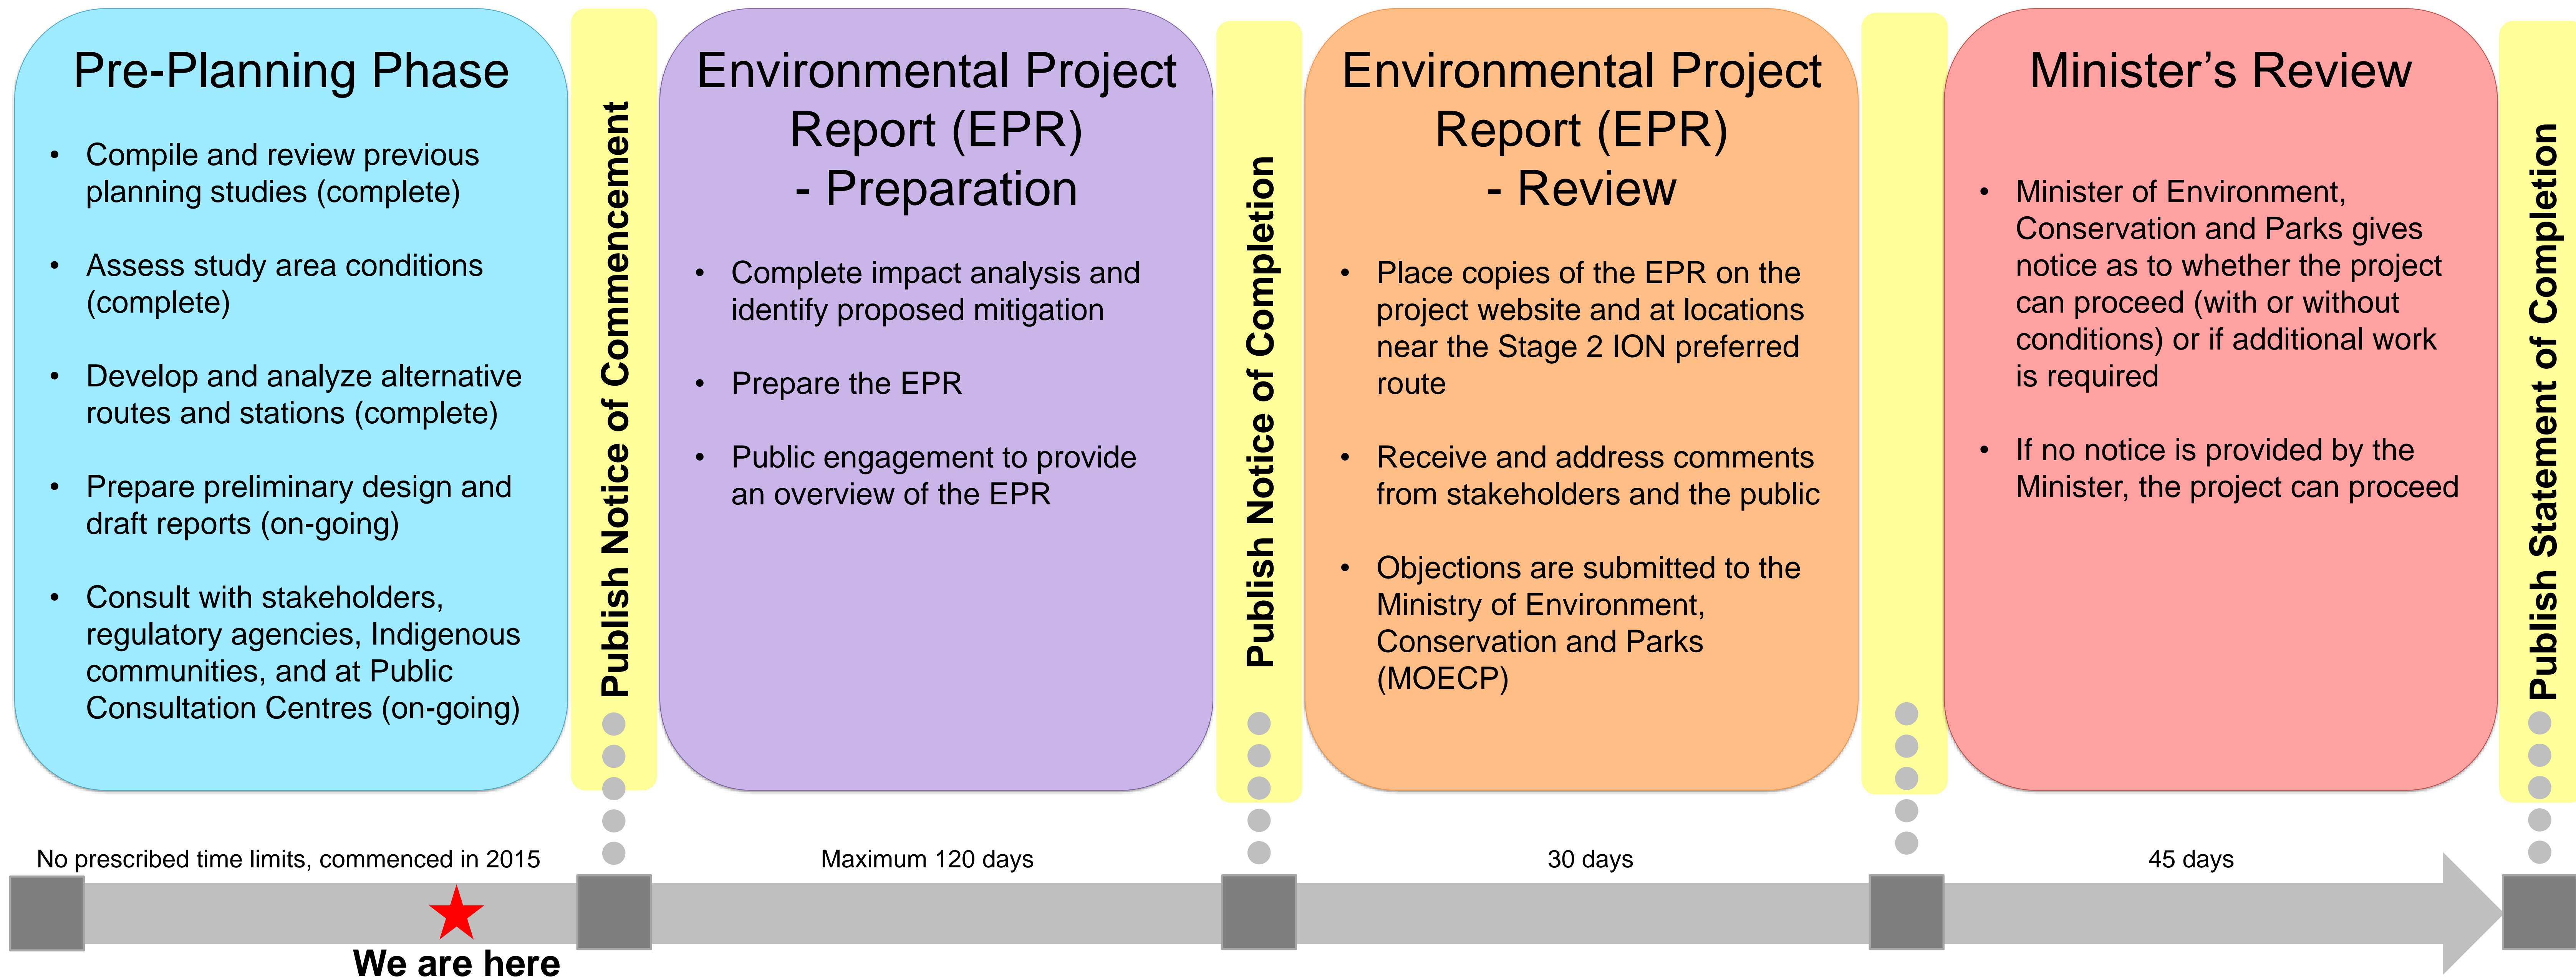 Pre-Planning Phase
• Compile and review previous
planning studies (complete)
• Assess study area conditions
(complete)
• Develop and analyze alternative
routes and stations (complete)
• Prepare preliminary design and
draft reports (on-going)
• Consult with stakeholders,
regulatory agencies, Indigenous
communities, and at Public
Consultation Centres (on-going)
Publish Notice of Commencement
Environmental Project
Report (EPR)
- Preparation
• Complete impact analysis and
identify proposed mitigation
• Prepare the EPR
• Public engagement to provide
an overview of the EPR
Publish Notice of Completion
Environmental Project
Report (EPR)
- Review
• Place copies of the EPR on the
project website and at locations
near the Stage 2 ION preferred
route
• Receive and address comments
from stakeholders and the public
• Objections are submitted to the
Ministry of Environment,
Conservation and Parks
(MOECP)
Minister’s Review
• Minister of Environment,
Conservation and Parks gives
notice as to whether the project
can proceed (with or without
conditions) or if additional work
is required
• If no notice is provided by the
Minister, the project can proceed
Publish Statement of Completion
No prescribed time limits, commenced in 2015
Maximum 120 days
30 days
45 days
We are here